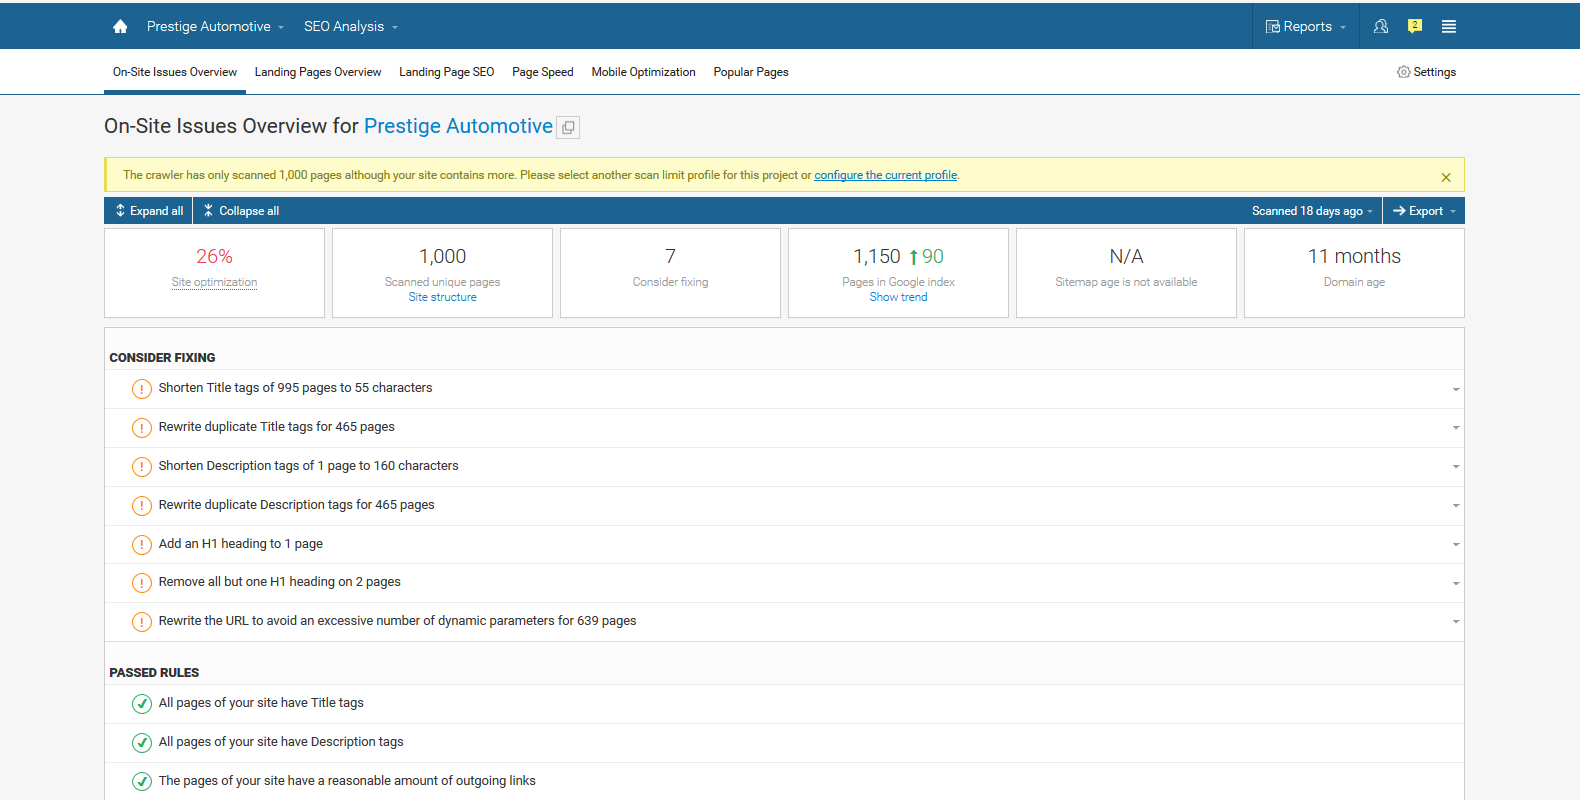 Prestige Automotive SEO Analysis Reports 2
On-Site Issues Overview Landing Pages Overview Landing Page SEO Page Speed Mobile Optimization Popular Pages Settings
On-Site Issues Overview for Prestige Automotive
The crawler has only scanned 1,000 pages although your site contains more. Please select another scan limit profile for this project or configure the current profile.
Expand all Collapse all Scanned 18 days ago Export
26% 1,000 7 1,150 90 N/A 11 months
Site optimization Scanned unique pages Consider fixing Pages in Google index Sitemap age is not available Domain age
Site structure Show trend
CONSIDER FIXING
Shorten Title tags of 995 pages to 55 characters
Rewrite duplicate Title tags for 465 pages
Shorten Description tags of 1 page to 160 characters
Rewrite duplicate Description tags for 465 pages
Add an H1 heading to 1 page
Remove all but one H1 heading on 2 pages
Rewrite the URL to avoid an excessive number of dynamic parameters for 639 pages
PASSED RULES
All pages of your site have Title tags
All pages of your site have Description tags
The pages of your site have a reasonable amount of outgoing links